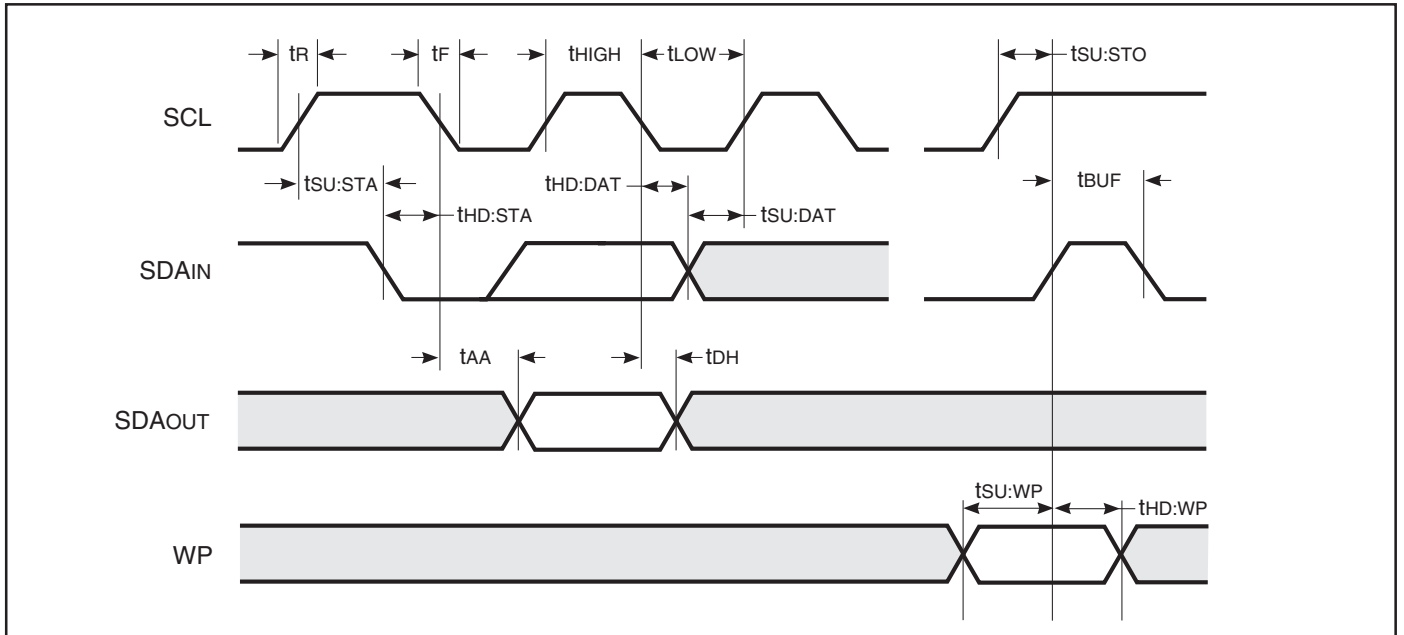 tR
tF
tHIGH
tLOW
tSU:STO
SCL
tSU:STA
tHD:STA
tHD:DAT
tSU:DAT
tBUF
SDAIN
tAA
tDH
SDAOUT
tSU:WP
tHD:WP
WP